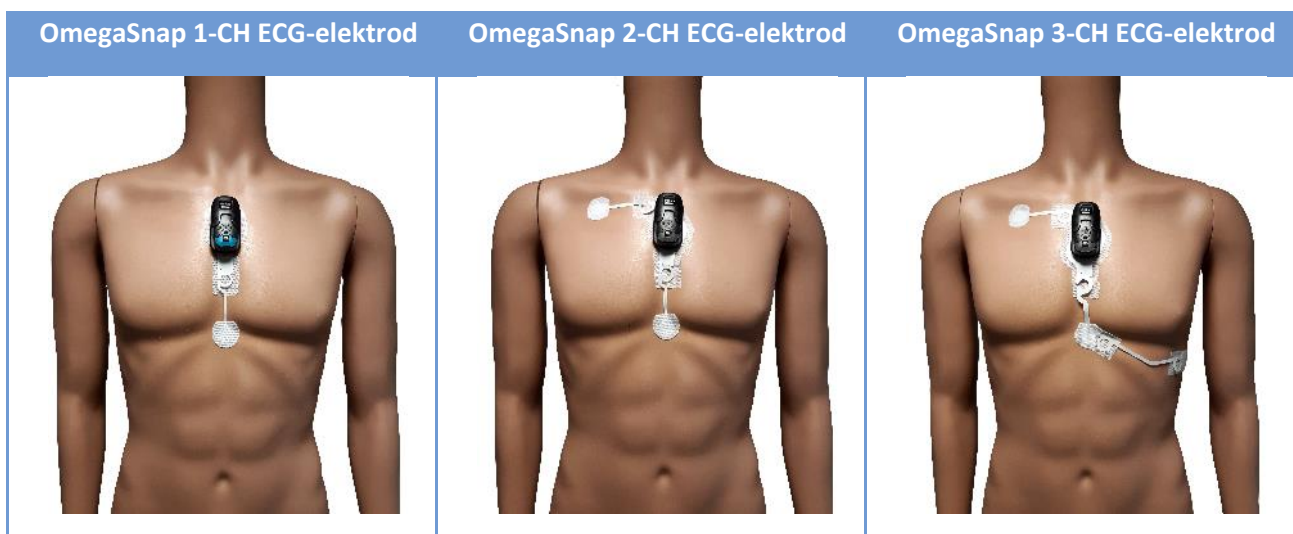 OmegaSnap 1-CH ECG-elektrod
OmegaSnap 2-CH ECG-elektrod
OmegaSnap 3-CH ECG-elektrod